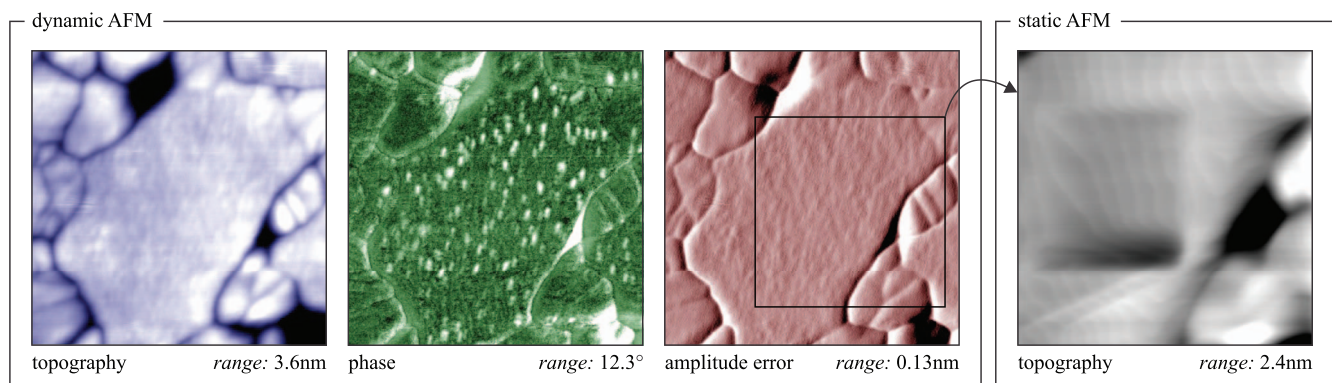 dynamic AFM
static AFM
topography
range: 3.6nm
phase
range: 12.3°
amplitude error
range: 0.13nm
topography
range: 2.4nm